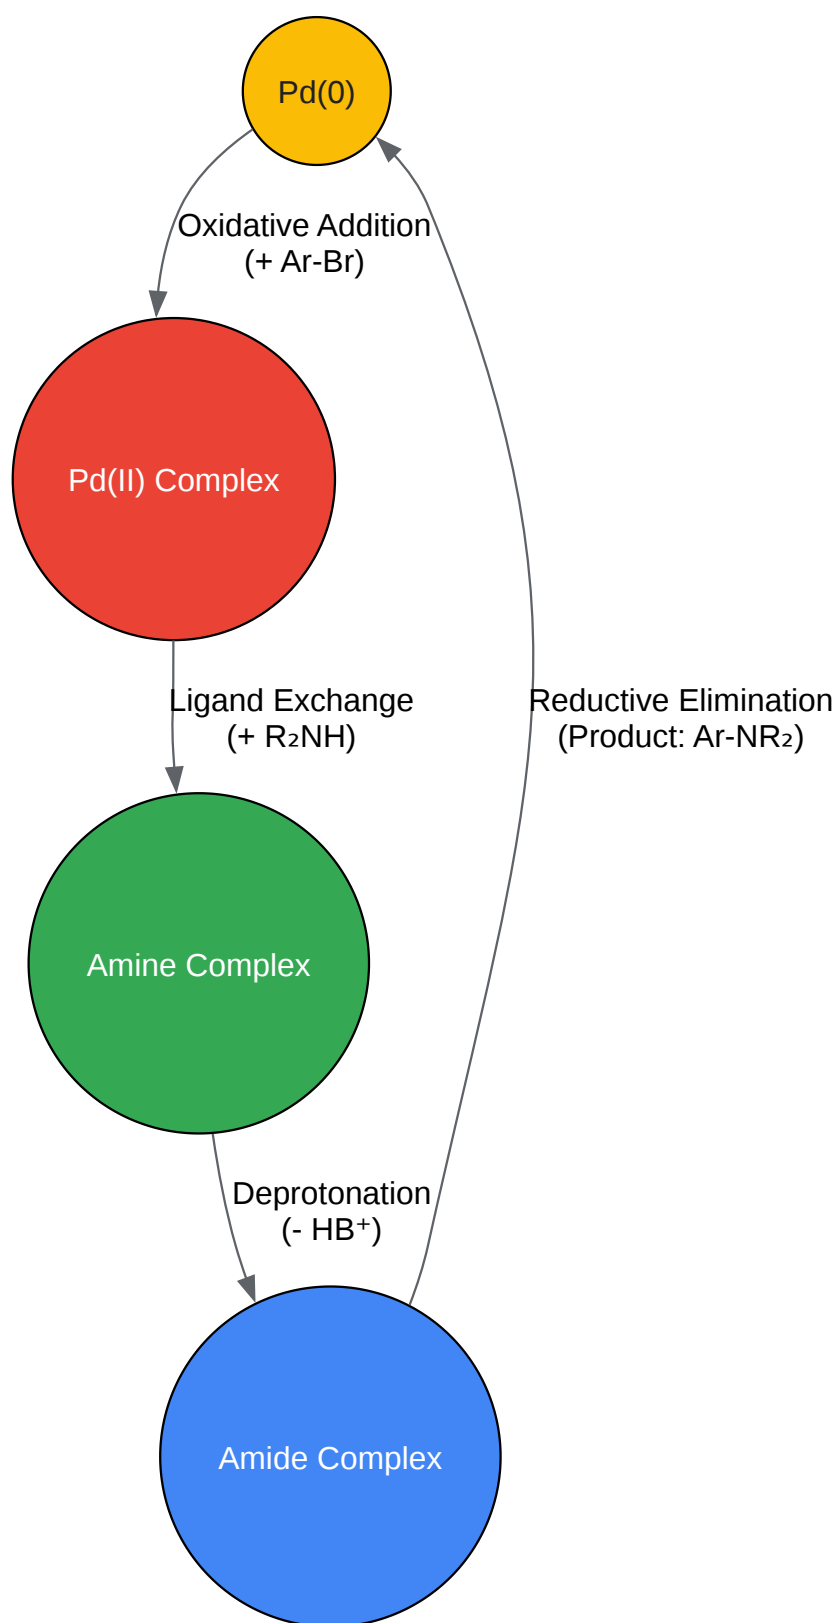 Pd(0)
Oxidative Addition
(+ Ar-Br)
Pd(II) Complex
Ligand Exchange
(+ R₂NH)
Reductive Elimination
(Product: Ar-NR₂)
Amine Complex
Deprotonation
(- HB⁺)
Amide Complex